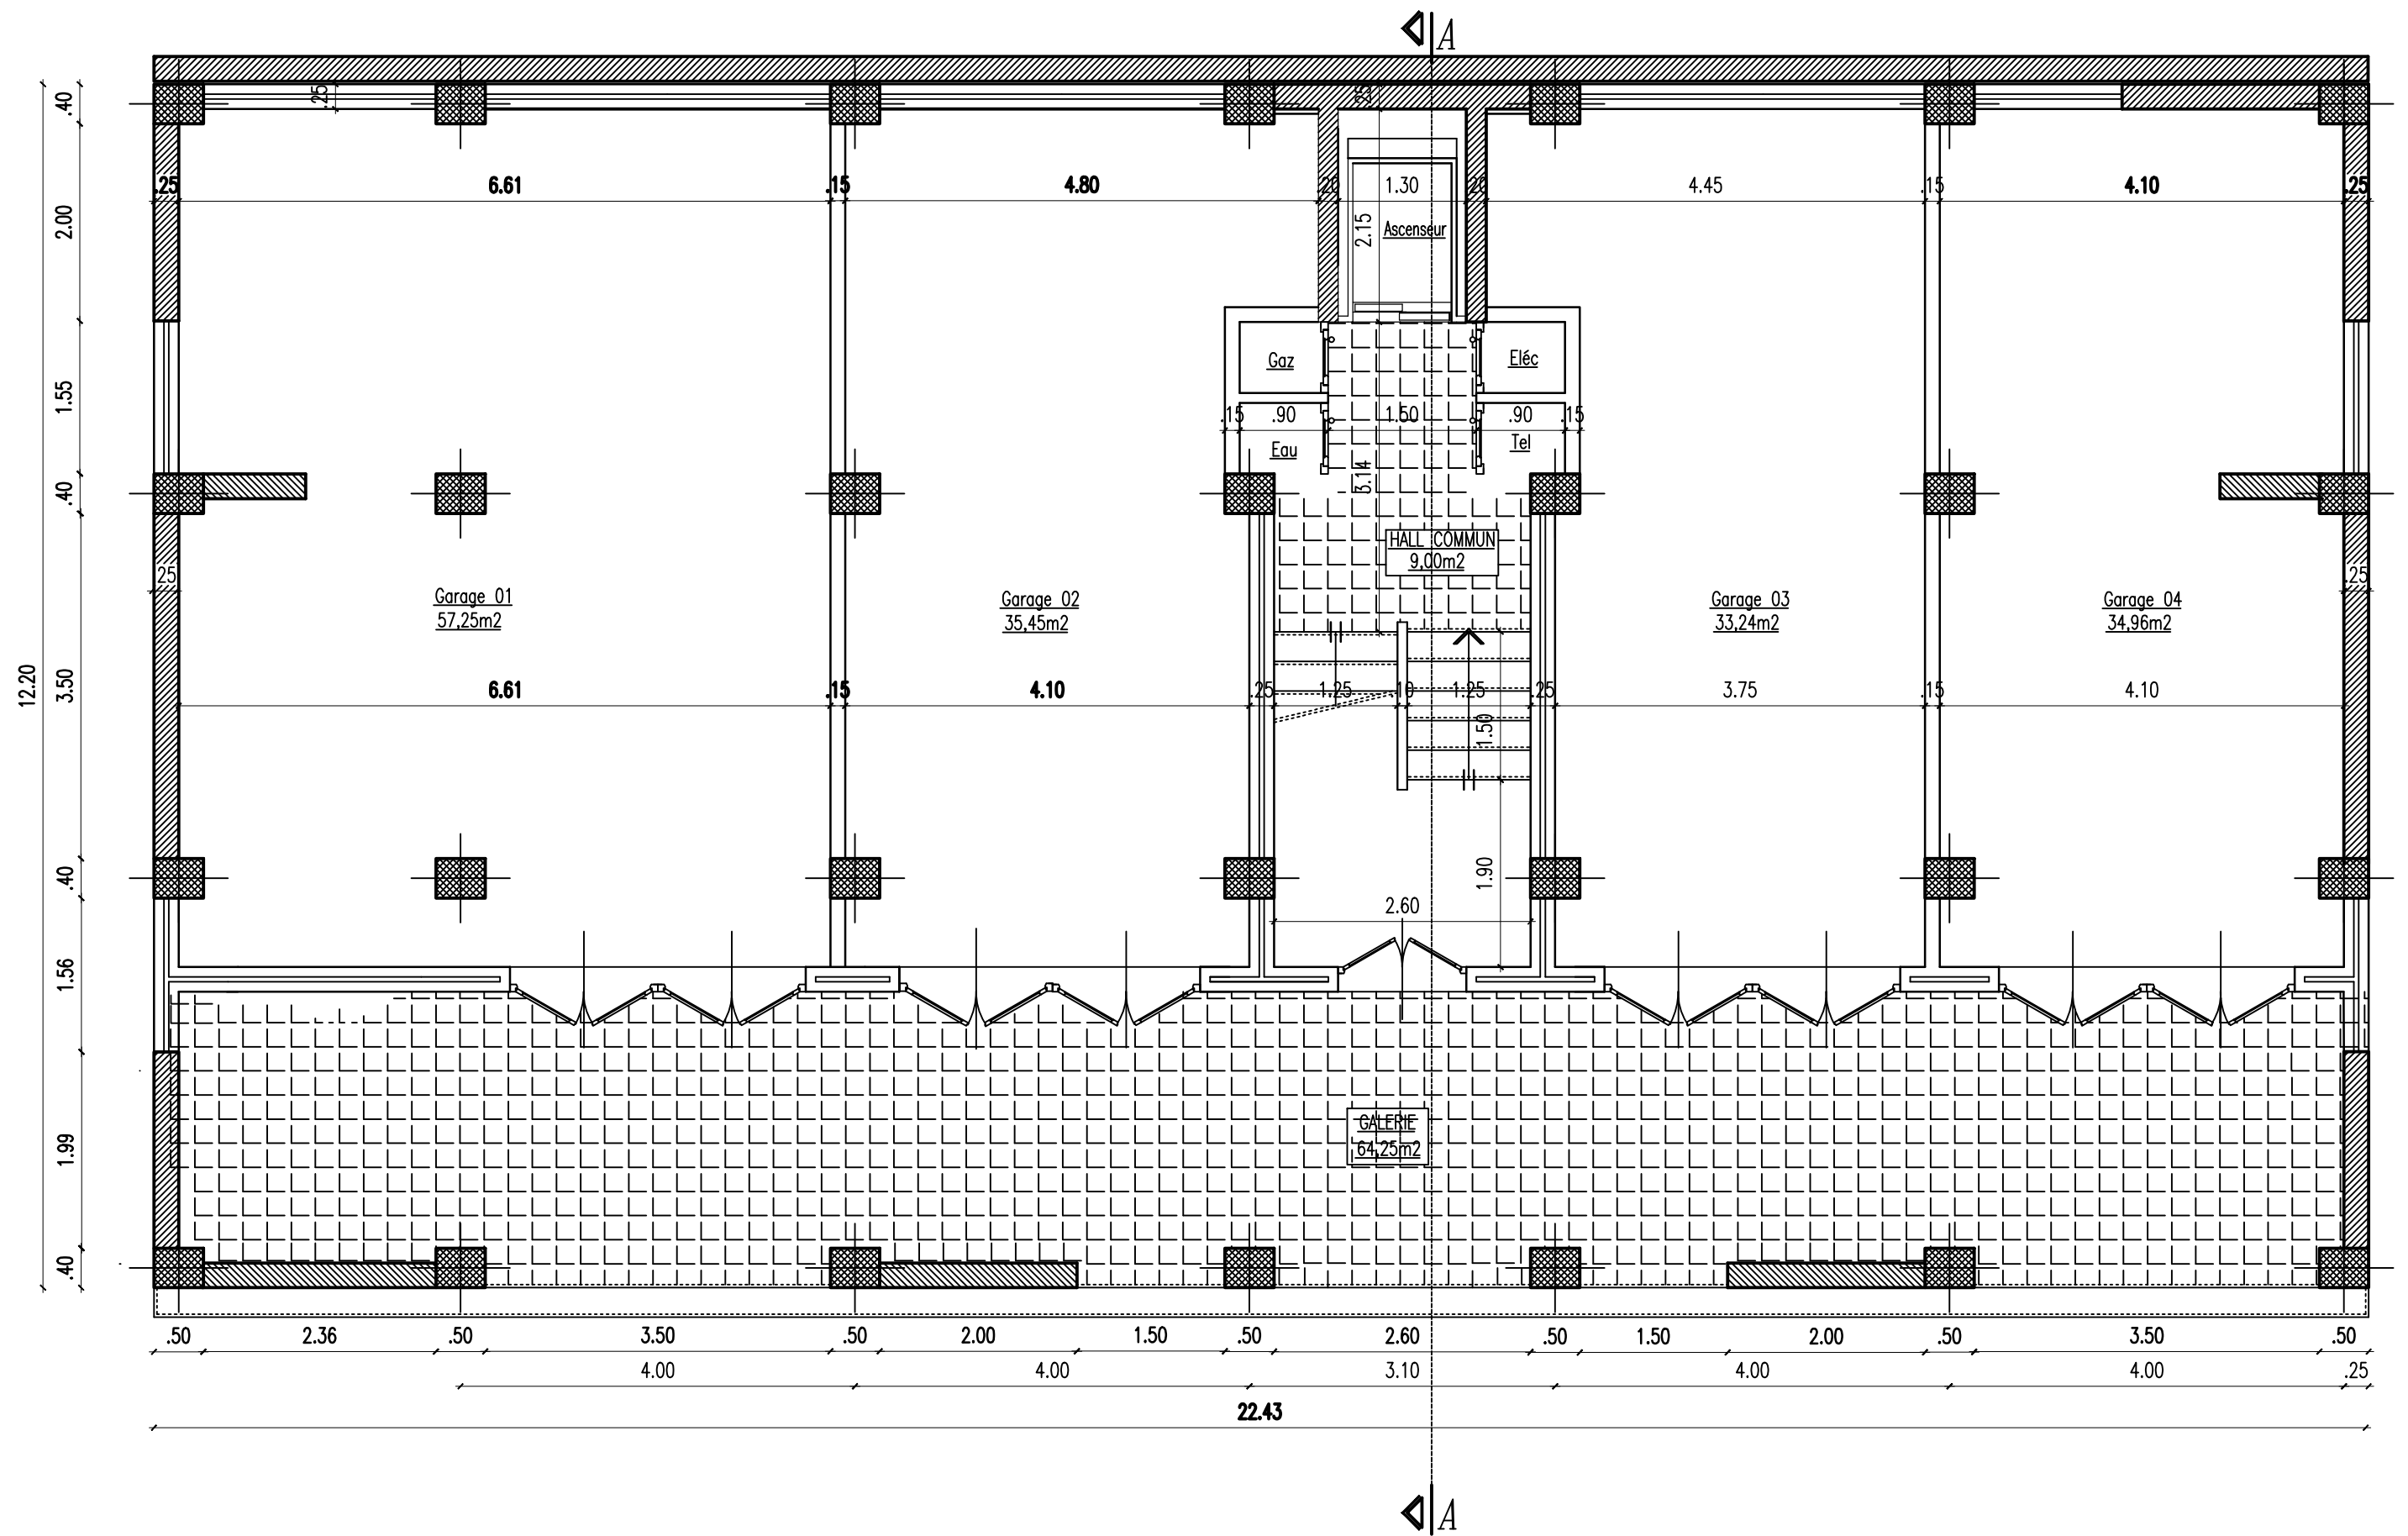 A
.40 .25 .25
.25 6.61 .15 4.80 .20 1.30 .20 4.45 .15 4.10 .25
2.00
2.15
Ascenseur
Gaz Eléc
1.55
.15 .90 1.50 .90 .15
Eau Tel
.40
3.14
HALL COMMUN
9,00m2
25 .25
Garage 01 Garage 02 Garage 03 Garage 04
57,25m2 35,45m2 33,24m2 34,96m2
12.20
3.50
6.61 .15 4.10 .25 1.25 .10 1.25 .25 3.75 .15 4.10
1.50
.40
1.90
2.60
1.56
GALERIE
64,25m2
1.99
.40
.50 2.36 .50 3.50 .50 2.00 1.50 .50 2.60 .50 1.50 2.00 .50 3.50 .50
4.00 4.00 3.10 4.00 4.00 .25
22.43
A